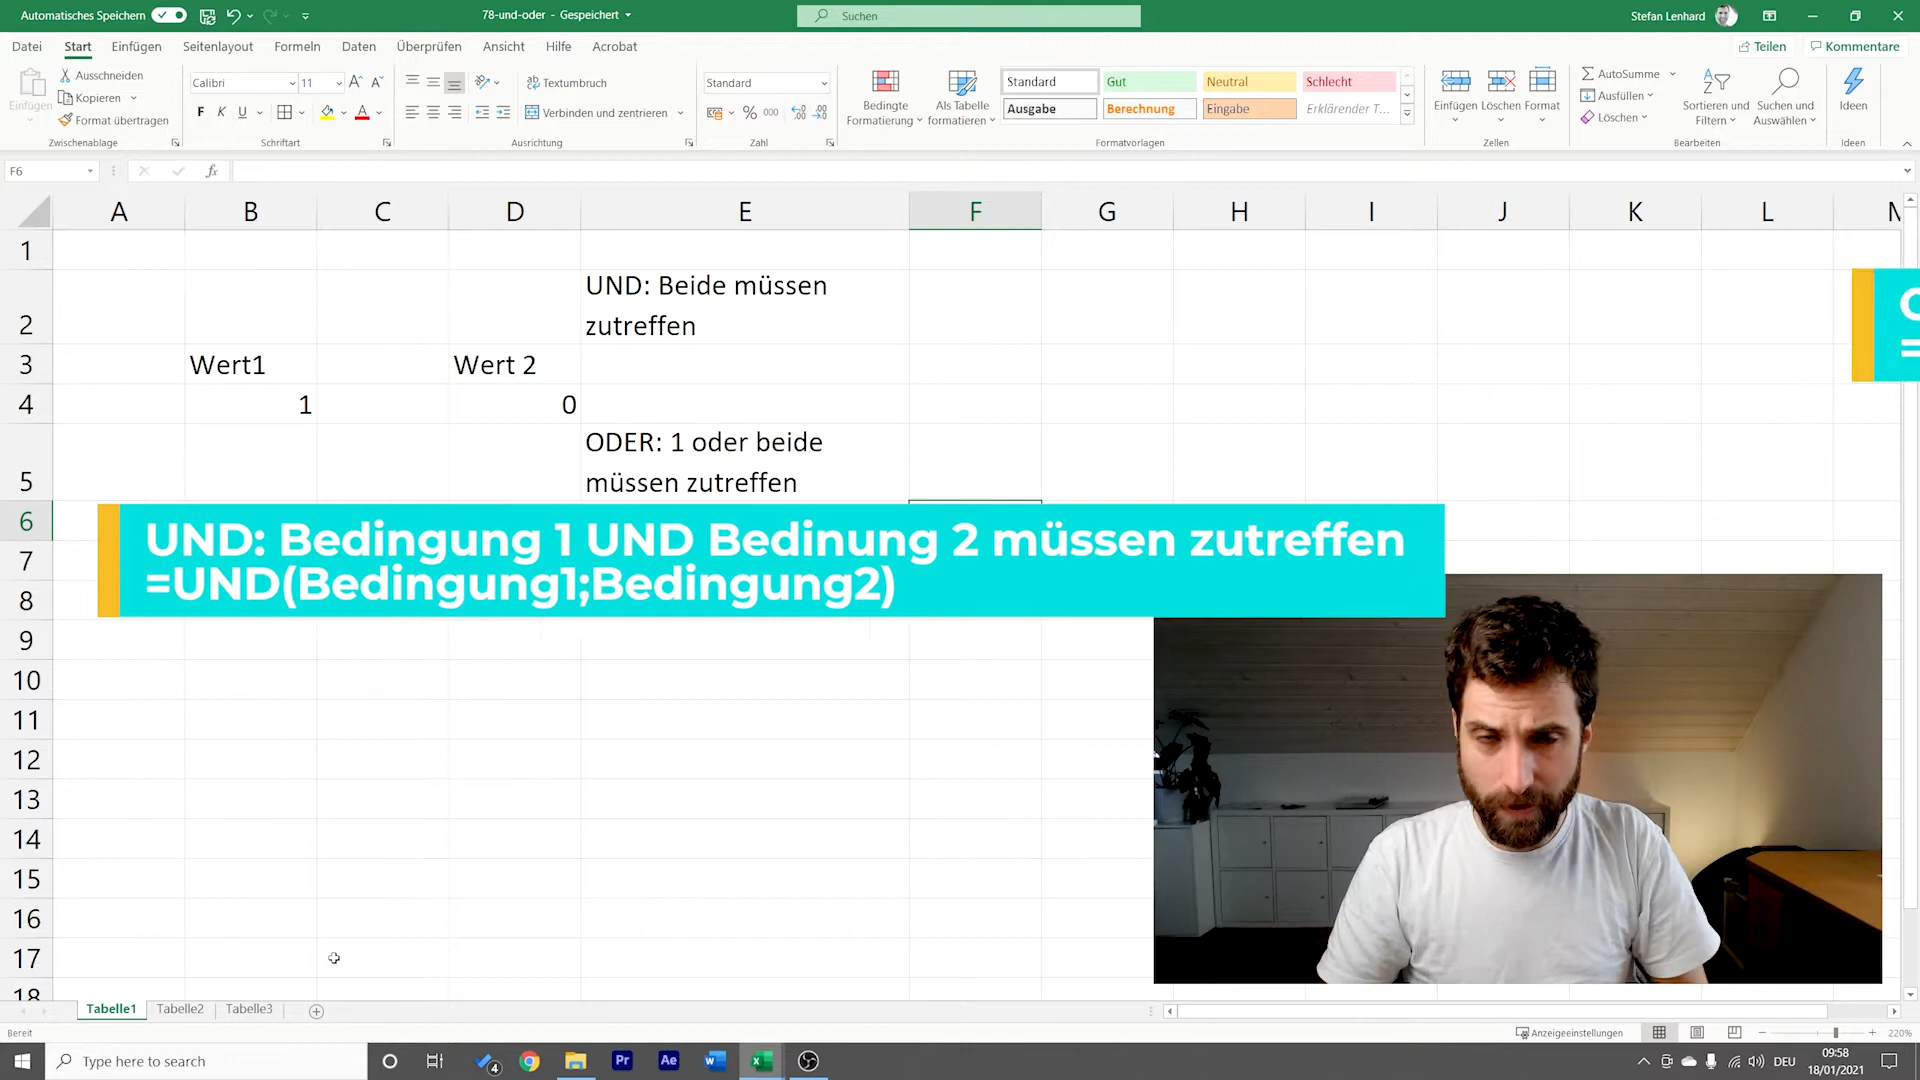 Automatisches Speichern
78-und-oder - Gespeichert
Suchen
Stefan Lenhard
Datei Start Einfügen Seitenlayout Formeln Daten Überprüfen Ansicht Hilfe Acrobat
Teilen Kommentare
Einfügen
Ausschneiden
Kopieren
Format übertragen
Zwischenablage
Calibri 11
F K U
Schriftart
Textumbruch
Verbinden und zentrieren
Ausrichtung
Standard
% 000
Zahl
Bedingte Formatierung
Als Tabelle formatieren
Standard Gut Neutral Schlecht
Ausgabe Berechnung Eingabe Erklärender T...
Formatvorlagen
Einfügen Löschen Format
Zellen
AutoSumme
Ausfüllen
Löschen
Sortieren und Filtern
Suchen und Auswählen
Bearbeiten
Ideen
Ideen
F6
fx
A B C D E F G H I J K L M
1
2 UND: Beide müssen
zutreffen
3 Wert1 Wert 2
4 1 0
5 ODER: 1 oder beide
müssen zutreffen
6
UND: Bedingung 1 UND Bedinung 2 müssen zutreffen
=UND(Bedingung1;Bedingung2)
7
8
9
10
11
12
13
14
15
16
17
18
Tabelle1 Tabelle2 Tabelle3
Bereit
Anzeigeeinstellungen
220%
Type here to search
4
Pr Ae
DEU
09:58
18/01/2021